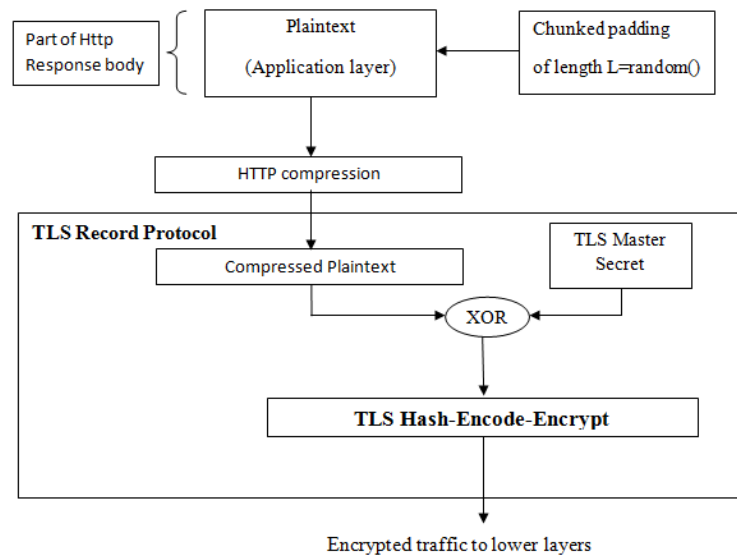 Part of Http
Response body
Plaintext
(Application layer)
Chunked padding
of length L=random()
HTTP compression
TLS Record Protocol
Compressed Plaintext
TLS Master
Secret
XOR
TLS Hash-Encode-Encrypt
Encrypted traffic to lower layers